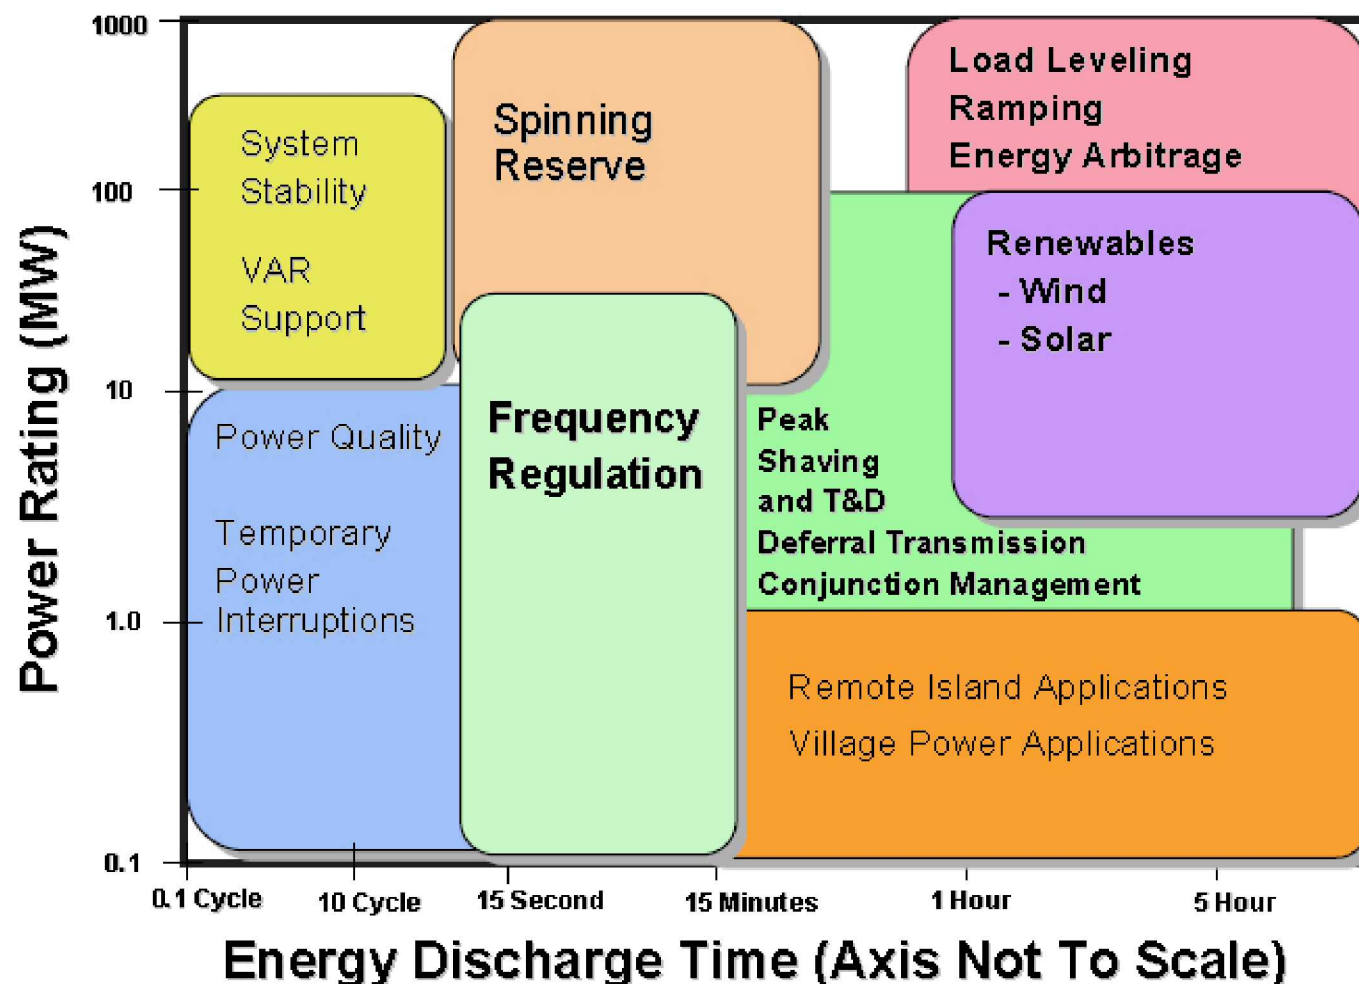 1000
100
10
1.0
0.1
Power Rating (MW)
System
Stability
VAR
Support
Spinning
Reserve
Load Leveling
Ramping
Energy Arbitrage
Renewables
- Wind
- Solar
Power Quality
Temporary
Power
Interruptions
Frequency
Regulation
Peak
Shaving
and T&D
Deferral Transmission
Conjunction Management
Remote Island Applications
Village Power Applications
0.1 Cycle
10 Cycle
15 Second
15 Minutes
1 Hour
5 Hour
Energy Discharge Time (Axis Not To Scale)